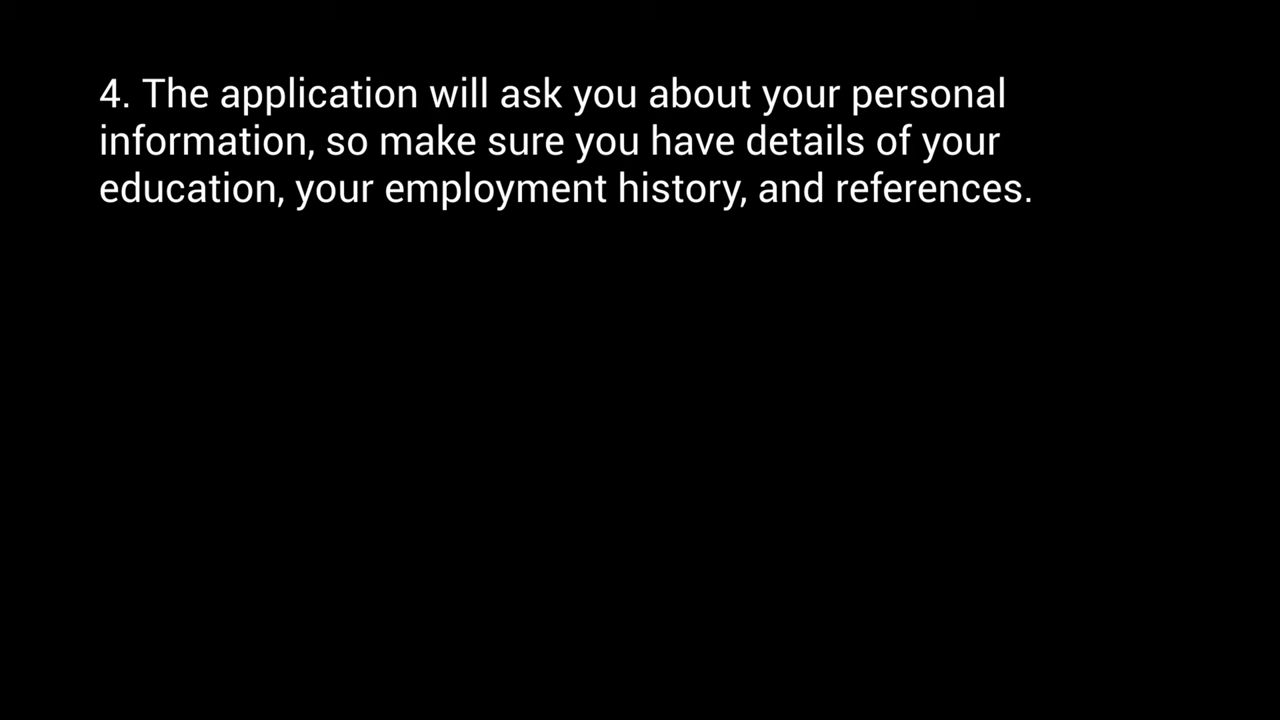 4. The application will ask you about your personal
information, so make sure you have details of your
education, your employment history, and references.